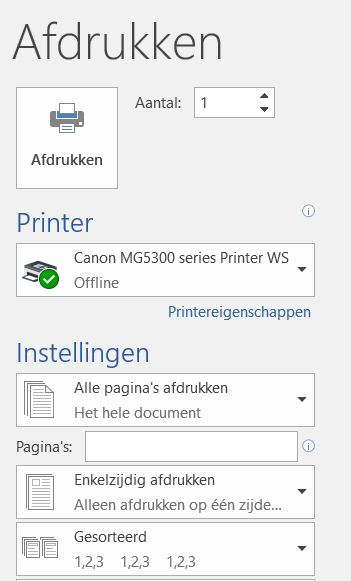 Afdrukken
Aantal: 1
Afdrukken
Printer
Canon MG5300 series Printer WS
Offline
Printereigenschappen
Instellingen
Alle pagina's afdrukken
Het hele document
Pagina's:
Enkelzijdig afdrukken
Alleen afdrukken op één zijde...
Gesorteerd
1,2,3 1,2,3 1,2,3